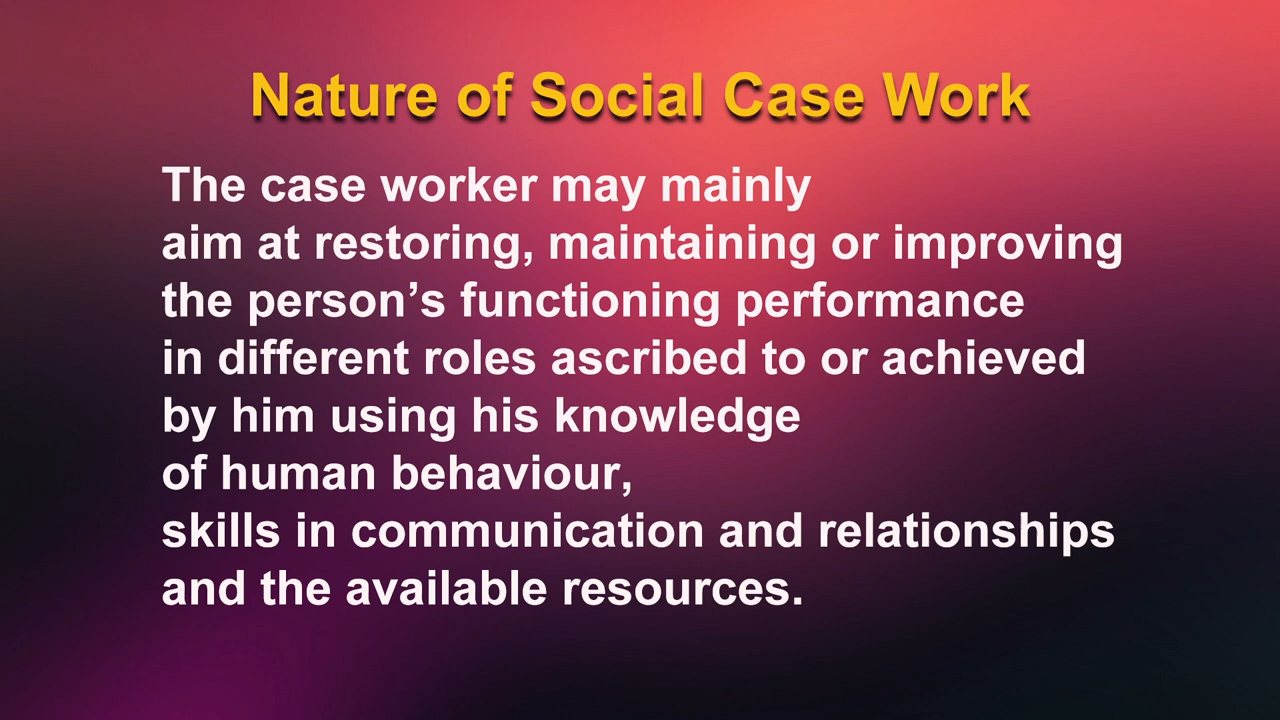 Nature of Social Case Work
The case worker may mainly
aim at restoring, maintaining or improving
the person’s functioning performance
in different roles ascribed to or achieved
by him using his knowledge
of human behaviour,
skills in communication and relationships
and the available resources.